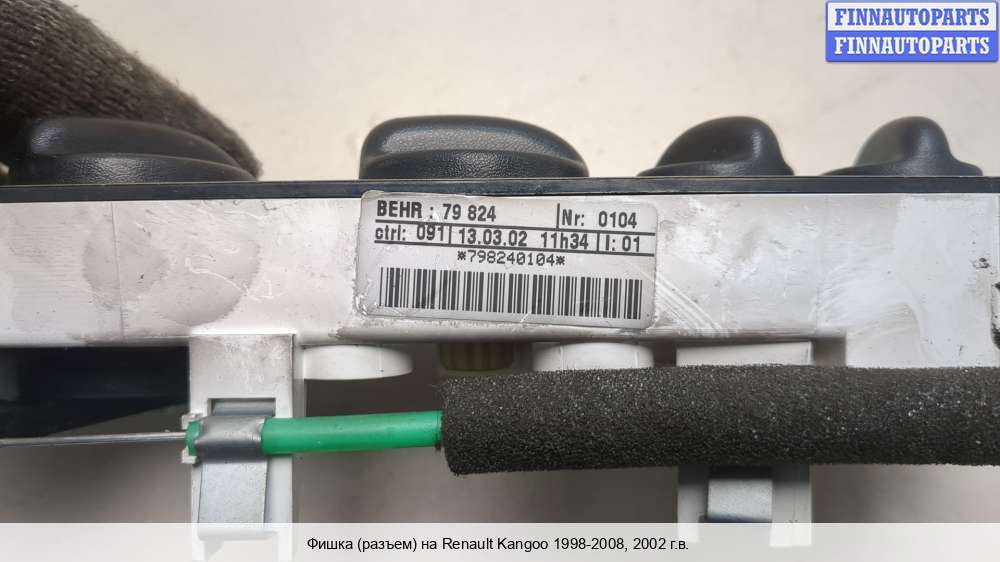 FINNAUTOPARTS
FINNAUTOPARTS
BEHR : 79 824 Nr: 0104
ctrl: 091 13.03.02 11h34 I: 01
*798240104*
Фишка (разъем) на Renault Kangoo 1998-2008, 2002 г.в.